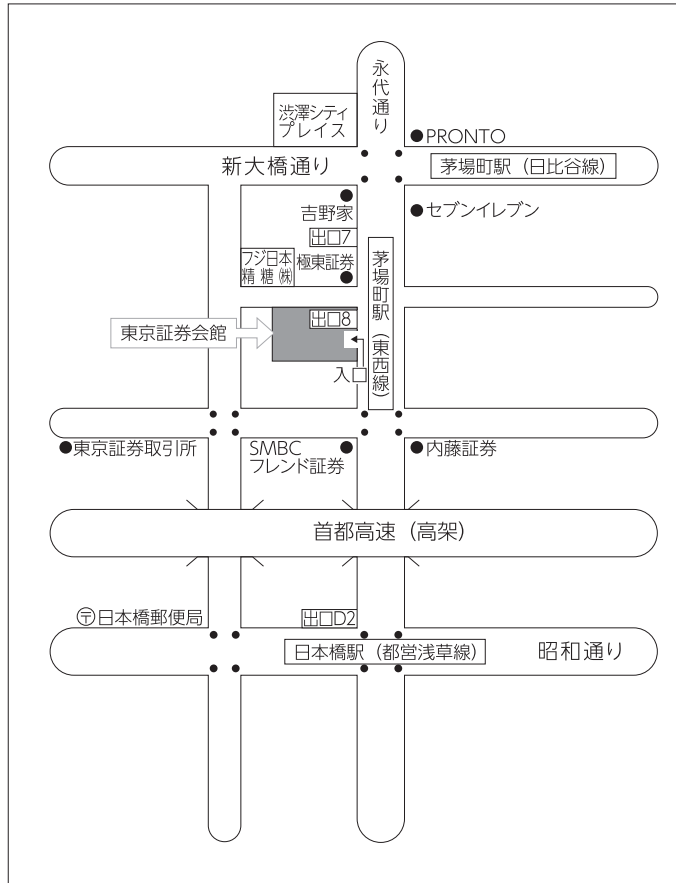 永代通り
渋澤シティ
プレイス
●PRONTO
新大橋通り
茅場町駅（日比谷線）
吉野家
●セブンイレブン
出口7
フジ日本
精糖㈱
極東証券
茅場町駅（東西線）
出口8
東京証券会館
入口
●東京証券取引所
SMBC
フレンド証券
●内藤証券
首都高速（高架）
〶日本橋郵便局
出口D2
日本橋駅（都営浅草線）
昭和通り